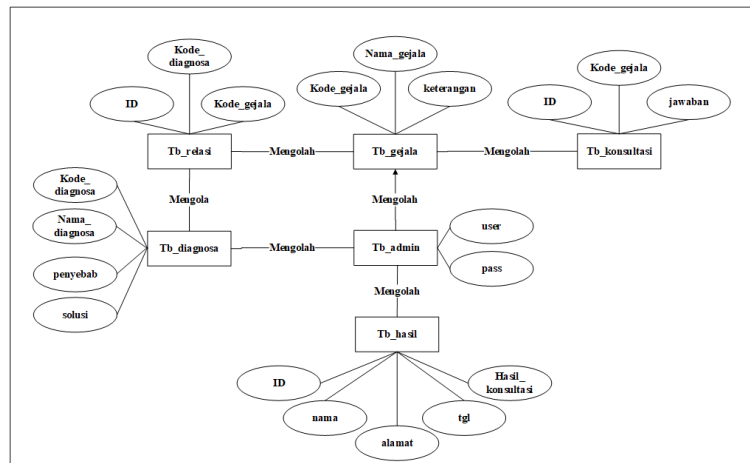 Kode_
diagnosa
ID
Kode_gejala
Nama_gejala
Kode_gejala
keterangan
Kode_gejala
ID
jawaban
Tb_relasi
Mengolah
Tb_gejala
Mengolah
Tb_konsultasi
Kode_
diagnosa
Mengola
Mengolah
Nama_
diagnosa
user
Tb_diagnosa
Mengolah
Tb_admin
penyebab
pass
solusi
Mengolah
Tb_hasil
ID
Hasil_
konsultasi
nama
tgl
alamat